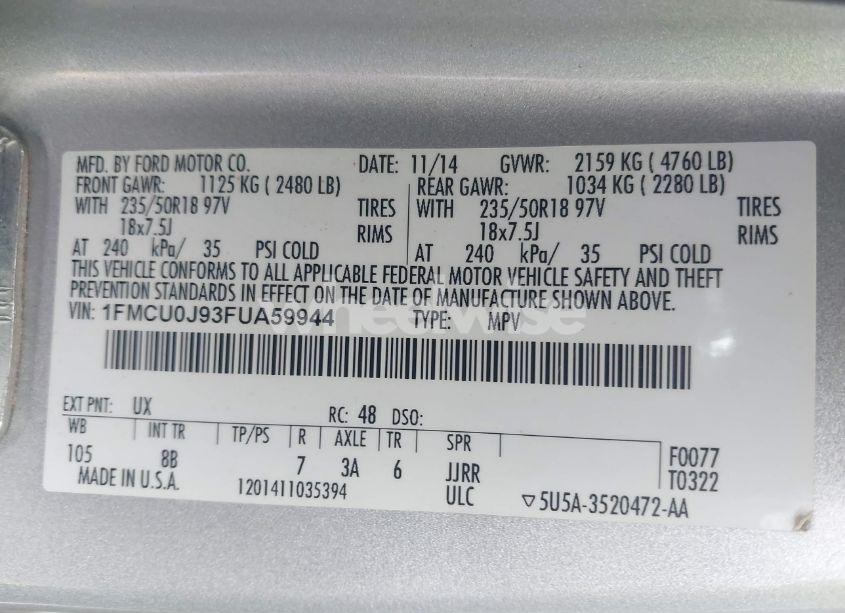 MFD. BY FORD MOTOR CO. DATE: 11/14 GVWR: 2159 KG ( 4760 LB)
FRONT GAWR: 1125 KG ( 2480 LB) REAR GAWR: 1034 KG ( 2280 LB)
WITH 235/50R18 97V TIRES WITH 235/50R18 97V TIRES
18x7.5J RIMS 18x7.5J RIMS
AT 240 kPa/ 35 PSI COLD AT 240 kPa/ 35 PSI COLD
THIS VEHICLE CONFORMS TO ALL APPLICABLE FEDERAL MOTOR VEHICLE SAFETY AND THEFT
PREVENTION STANDARDS IN EFFECT ON THE DATE OF MANUFACTURE SHOWN ABOVE.
VIN: 1FMCU0J93FUA59944 TYPE: MPV
wheelwise
EXT PNT: UX RC: 48 DSO:
WB INT TR TP/PS R AXLE TR SPR
105 8B 7 3A 6 JJRR F0077
MADE IN U.S.A. 1201411035394 ULC T0322
5U5A-3520472-AA